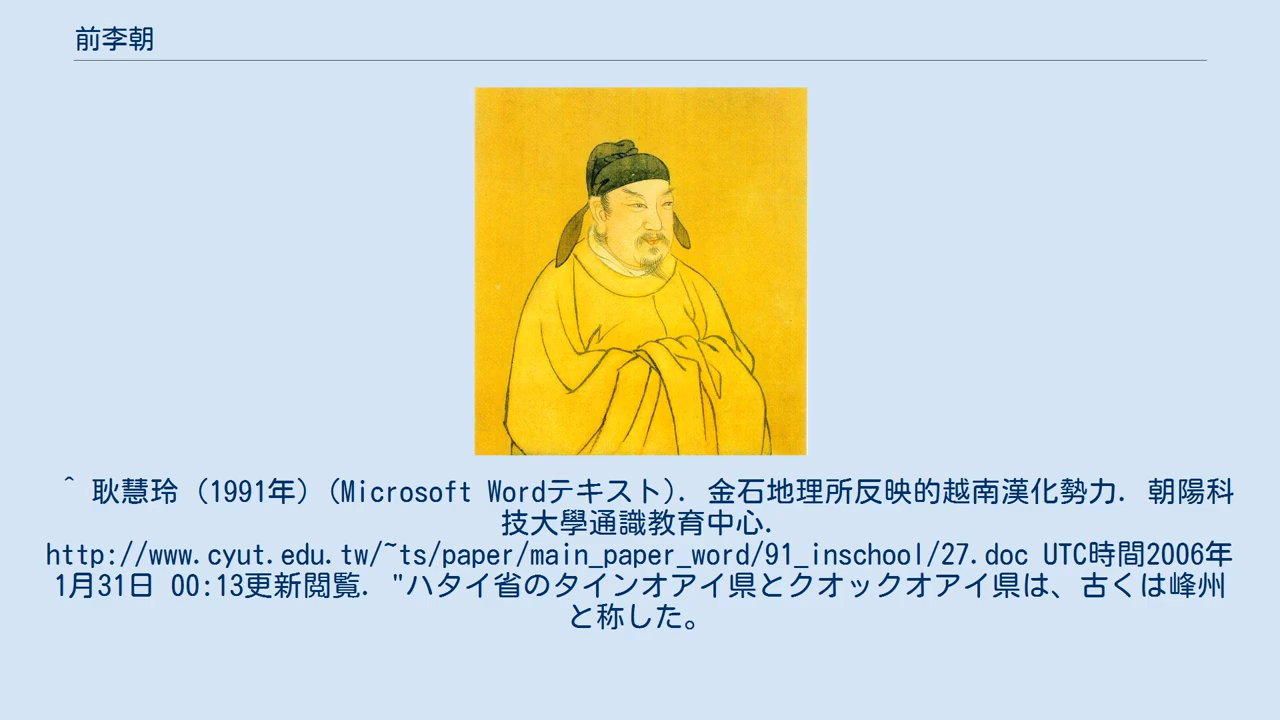 前李朝
^ 耿慧玲 (1991年) (Microsoft Wordテキスト). 金石地理所反映的越南漢化勢力. 朝陽科
技大學通識教育中心.
http://www.cyut.edu.tw/~ts/paper/main_paper_word/91_inschool/27.doc UTC時間2006年
1月31日 00:13更新閲覧. "ハタイ省のタインオアイ県とクオックオアイ県は、古くは峰州
と称した。